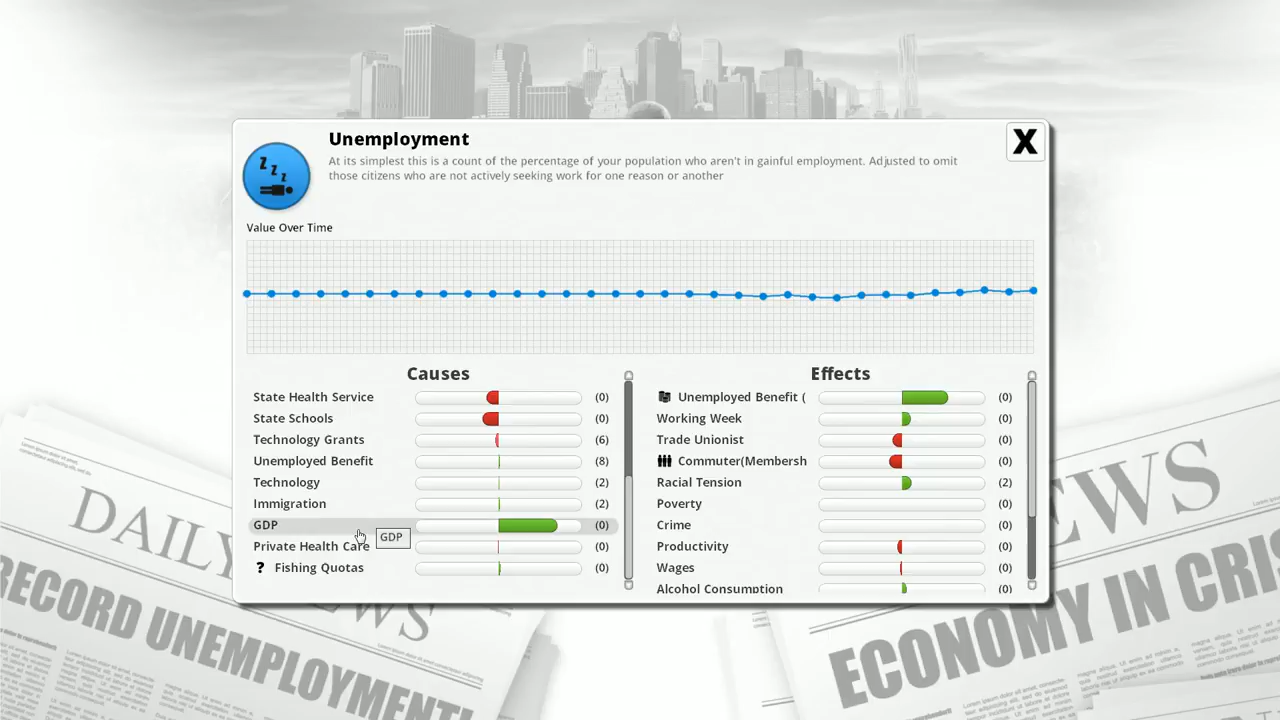 Unemployment
X
At its simplest this is a count of the percentage of your population who aren't in gainful employment. Adjusted to omit
those citizens who are not actively seeking work for one reason or another
z z z
Value Over Time
Causes
State Health Service (0)
State Schools (0)
Technology Grants (6)
Unemployed Benefit (8)
Technology (2)
Immigration (2)
GDP (0)
GDP
Private Health Care (0)
? Fishing Quotas (0)
Effects
Unemployed Benefit ( (0)
Working Week (0)
Trade Unionist (0)
Commuter(Membersh (0)
Racial Tension (2)
Poverty (0)
Crime (0)
Productivity (0)
Wages (0)
Alcohol Consumption (0)
DAILY
NEWS
RECORD UNEMPLOYMENT!
ECONOMY IN CRIS